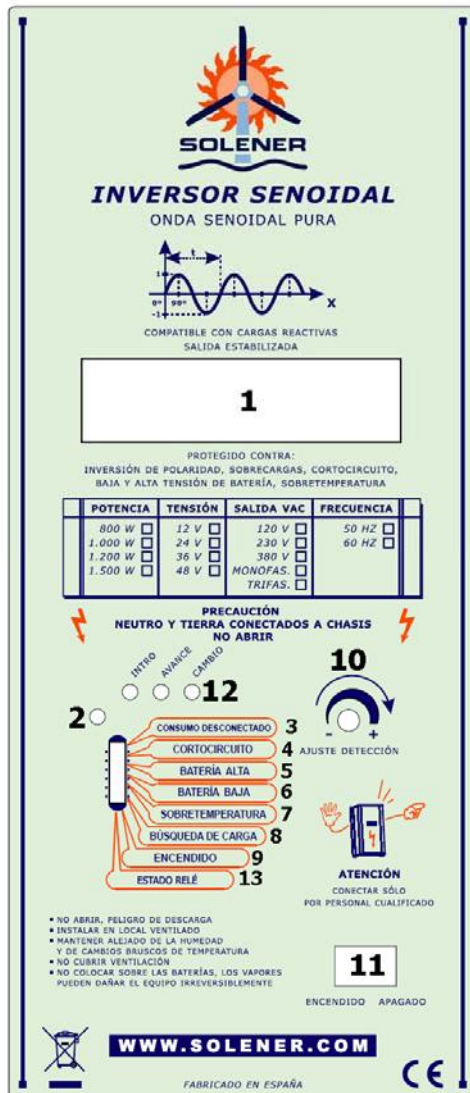 SOLENER
INVERSOR SENOIDAL
ONDA SENOIDAL PURA
t
1
0º 90º
-1
X
COMPATIBLE CON CARGAS REACTIVAS
SALIDA ESTABILIZADA
1
PROTEGIDO CONTRA:
INVERSIÓN DE POLARIDAD, SOBRECARGAS, CORTOCIRCUITO,
BAJA Y ALTA TENSIÓN DE BATERÍA, SOBRETEMPERATURA
POTENCIA TENSIÓN SALIDA VAC FRECUENCIA
800 W 12 V 120 V 50 HZ
1.000 W 24 V 230 V 60 HZ
1.200 W 36 V 380 V
1.500 W 48 V MONOFAS.
TRIFAS.
PRECAUCIÓN
NEUTRO Y TIERRA CONECTADOS A CHASIS
NO ABRIR
INTRO AVANCE CAMBIO
12
2
10
- +
AJUSTE DETECCIÓN
CONSUMO DESCONECTADO 3
CORTOCIRCUITO 4
BATERÍA ALTA 5
BATERÍA BAJA 6
SOBRETEMPERATURA 7
BÚSQUEDA DE CARGA 8
ENCENDIDO 9
ESTADO RELÉ 13
ATENCIÓN
CONECTAR SÓLO
POR PERSONAL CUALIFICADO
• NO ABRIR, PELIGRO DE DESCARGA
• INSTALAR EN LOCAL VENTILADO
• MANTENER ALEJADO DE LA HUMEDAD
Y DE CAMBIOS BRUSCOS DE TEMPERATURA
• NO CUBRIR VENTILACIÓN
• NO COLOCAR SOBRE LAS BATERÍAS, LOS VAPORES
PUEDEN DAÑAR EL EQUIPO IRREVERSIBLEMENTE
11
ENCENDIDO APAGADO
WWW.SOLENER.COM
FABRICADO EN ESPAÑA
CE